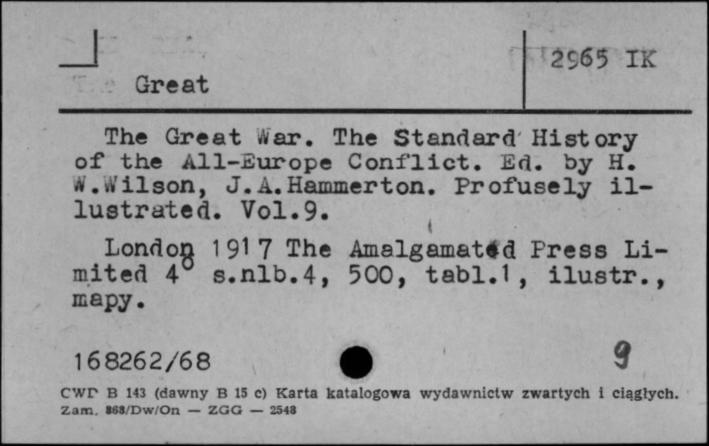 2965 IK
The Great
The Great War. The Standard History
of the All-Europe Conflict. Ed. by H.
W.Wilson, J.A.Hammerton. Profusely il-
lustrated. Vol.9.
London 1917 The Amalgamated Press Li-
mited 4° s.nlb.4, 500, tabl.1, ilustr.,
mapy.
168262/68
9
CWD B 143 (dawny B 15 c) Karta katalogowa wydawnictw zwartych i ciągłych.
Zam. 868/Dw/On — ZGG — 2548